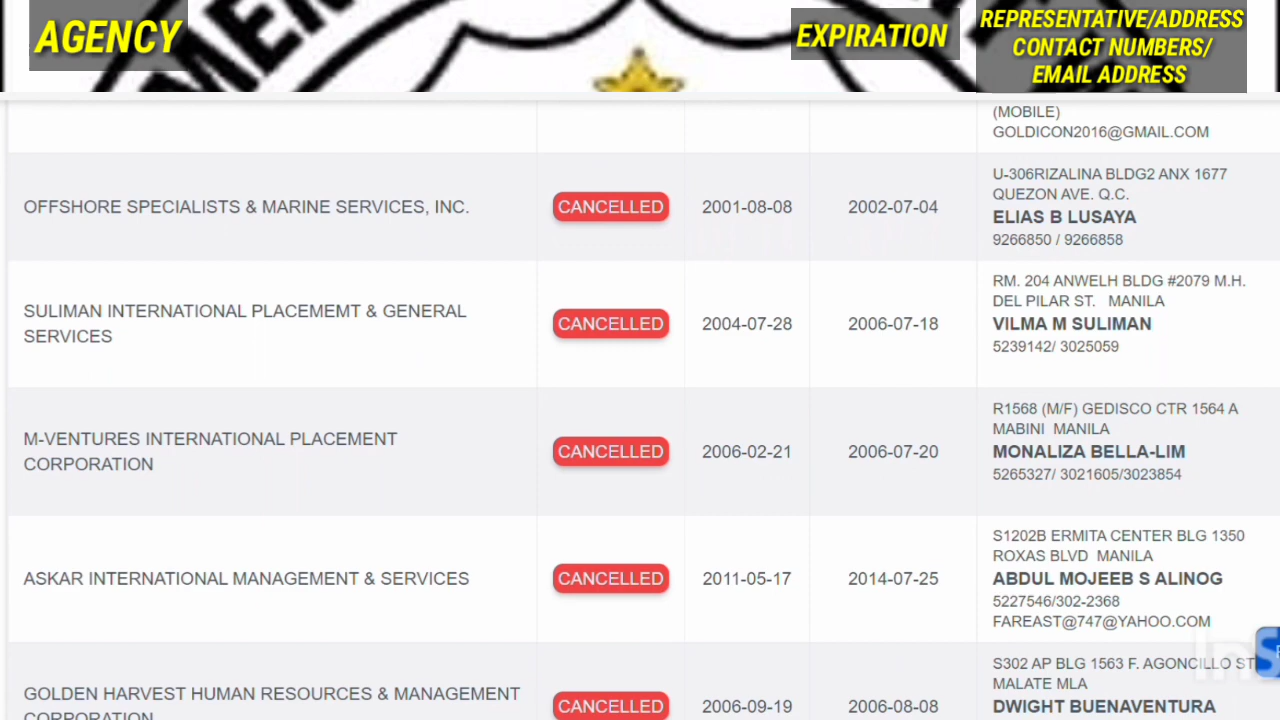 AGENCY
EXPIRATION
REPRESENTATIVE/ADDRESS
CONTACT NUMBERS/
EMAIL ADDRESS
MEN
(MOBILE)
GOLDICON2016@GMAIL.COM
OFFSHORE SPECIALISTS & MARINE SERVICES, INC.
CANCELLED
2001-08-08
2002-07-04
U-306RIZALINA BLDG2 ANX 1677
QUEZON AVE. Q.C.
ELIAS B LUSAYA
9266850 / 9266858
SULIMAN INTERNATIONAL PLACEMEMT & GENERAL
SERVICES
CANCELLED
2004-07-28
2006-07-18
RM. 204 ANWELH BLDG #2079 M.H.
DEL PILAR ST. MANILA
VILMA M SULIMAN
5239142/ 3025059
M-VENTURES INTERNATIONAL PLACEMENT
CORPORATION
CANCELLED
2006-02-21
2006-07-20
R1568 (M/F) GEDISCO CTR 1564 A
MABINI MANILA
MONALIZA BELLA-LIM
5265327/ 3021605/3023854
ASKAR INTERNATIONAL MANAGEMENT & SERVICES
CANCELLED
2011-05-17
2014-07-25
S1202B ERMITA CENTER BLG 1350
ROXAS BLVD MANILA
ABDUL MOJEEB S ALINOG
5227546/302-2368
FAREAST@747@YAHOO.COM
GOLDEN HARVEST HUMAN RESOURCES & MANAGEMENT
CORPORATION
CANCELLED
2006-09-19
2006-08-08
S302 AP BLG 1563 F. AGONCILLO ST
MALATE MLA
DWIGHT BUENAVENTURA
InS